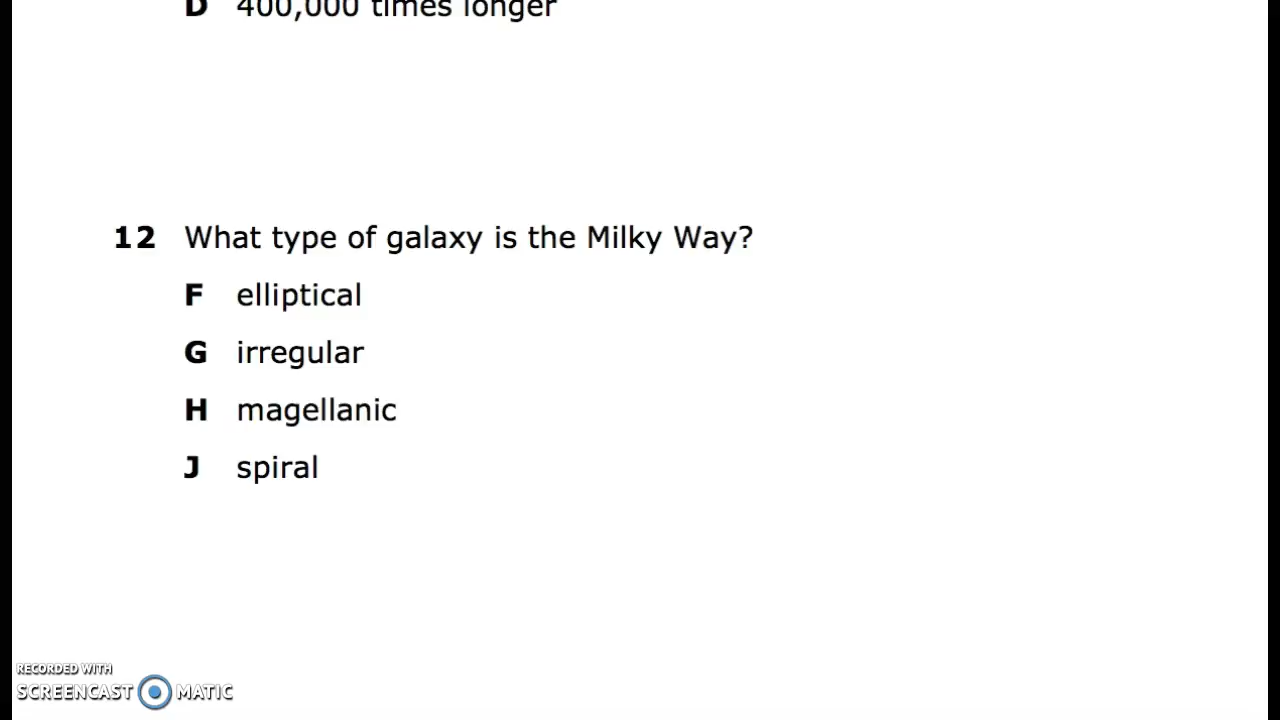 D 400,000 times longer
12 What type of galaxy is the Milky Way?
F elliptical
G irregular
H magellanic
J spiral
RECORDED WITH
SCREENCAST MATIC